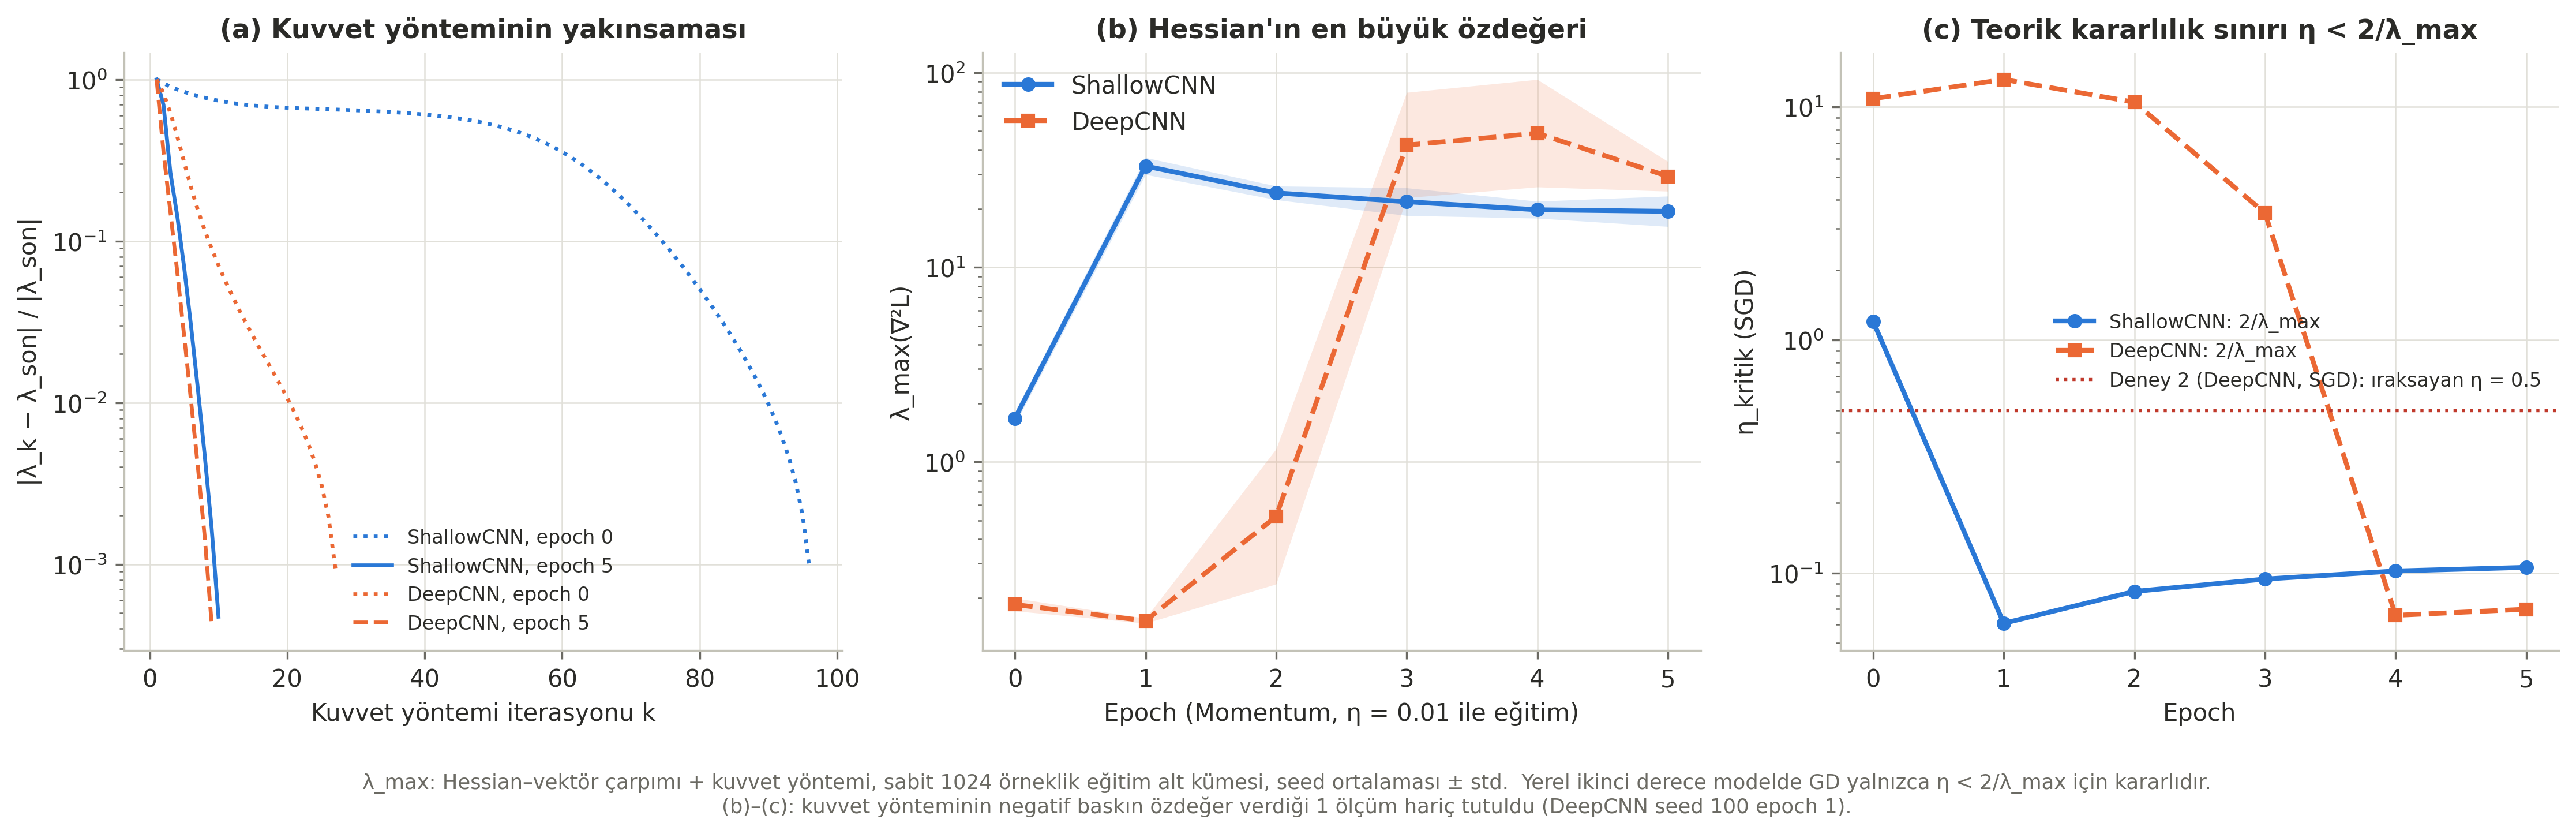 (a) Kuvvet yönteminin yakınsaması
|λ_k − λ_son| / |λ_son|
10⁰
10⁻¹
10⁻²
10⁻³
ShallowCNN, epoch 0
ShallowCNN, epoch 5
DeepCNN, epoch 0
DeepCNN, epoch 5
0 20 40 60 80 100
Kuvvet yöntemi iterasyonu k
(b) Hessian'ın en büyük özdeğeri
λ_max(∇²L)
10²
10¹
10⁰
ShallowCNN
DeepCNN
0 1 2 3 4 5
Epoch (Momentum, η = 0.01 ile eğitim)
(c) Teorik kararlılık sınırı η < 2/λ_max
η_kritik (SGD)
10¹
10⁰
10⁻¹
ShallowCNN: 2/λ_max
DeepCNN: 2/λ_max
Deney 2 (DeepCNN, SGD): ıraksayan η = 0.5
0 1 2 3 4 5
Epoch
λ_max: Hessian–vektör çarpımı + kuvvet yöntemi, sabit 1024 örneklik eğitim alt kümesi, seed ortalaması ± std.  Yerel ikinci derece modelde GD yalnızca η < 2/λ_max için kararlıdır.
(b)–(c): kuvvet yönteminin negatif baskın özdeğer verdiği 1 ölçüm hariç tutuldu (DeepCNN seed 100 epoch 1).